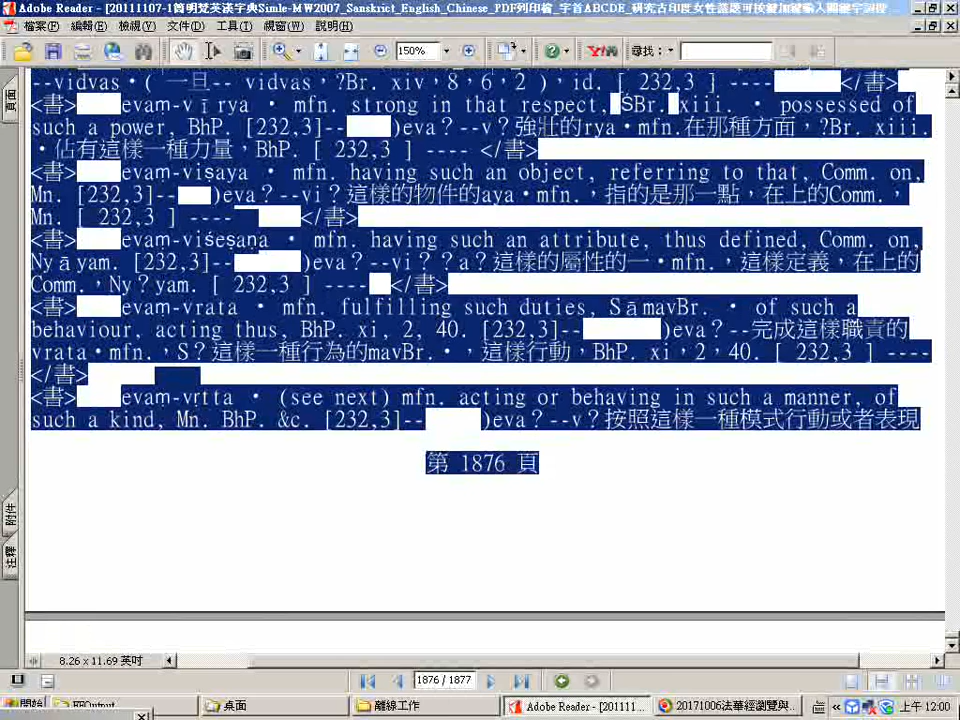 Adobe Reader - [20111107-1簡明梵英漢字典Simle-MW2007_Sanskrict_English_Chinese_PDF列印檔_字首ABCDE_研究古印度女性
檔案(F) 編輯(E) 檢視(V) 文件(D) 工具(T) 視窗(W) 說明(H)
150% 尋找：
頁面
--vidvas・( 一旦-- vidvas，?Br. xiv，8，6，2 )，id. [ 232,3 ] ---- </書>
<書> evaṃ-vīrya ・ mfn. strong in that respect, ŚBr. xiii. ・ possessed of
such a power, BhP. [232,3]-- )eva？--v？強壯的rya・mfn.在那種方面，?Br. xiii.
・佔有這樣一種力量，BhP. [ 232,3 ] ---- </書>
<書> evaṃ-viṣaya ・ mfn. having such an object, referring to that, Comm. on,
Mn. [232,3]-- )eva？--vi？這樣的物件的aya・mfn.，指的是那一點，在上的Comm.，
Mn. [ 232,3 ] ---- </書>
<書> evaṃ-viśeṣaṇa ・ mfn. having such an attribute, thus defined, Comm. on,
Nyāyam. [232,3]-- )eva？--vi？？a？這樣的屬性的一・mfn.，這樣定義，在上的
Comm.，Ny？yam. [ 232,3 ] ---- </書>
<書> evaṃ-vrata ・ mfn. fulfilling such duties, SāmavBr. ・ of such a
behaviour, acting thus, BhP. xi, 2, 40. [232,3]-- )eva？--完成這樣職責的
vrata・mfn.，S？這樣一種行為的mavBr.・，這樣行動，BhP. xi，2，40. [ 232,3 ] ----
</書>
<書> evaṃ-vṛtta ・ (see next) mfn. acting or behaving in such a manner, of
such a kind, Mn. BhP. &c. [232,3]-- )eva？--v？按照這樣一種模式行動或者表現
第 1876 頁
附件
注釋
8.26 x 11.69 英吋
1876 / 1877
開始 桌面 離線工作 Adobe Reader - [201111... 20171006法華經瀏覽與... 上午 12:00